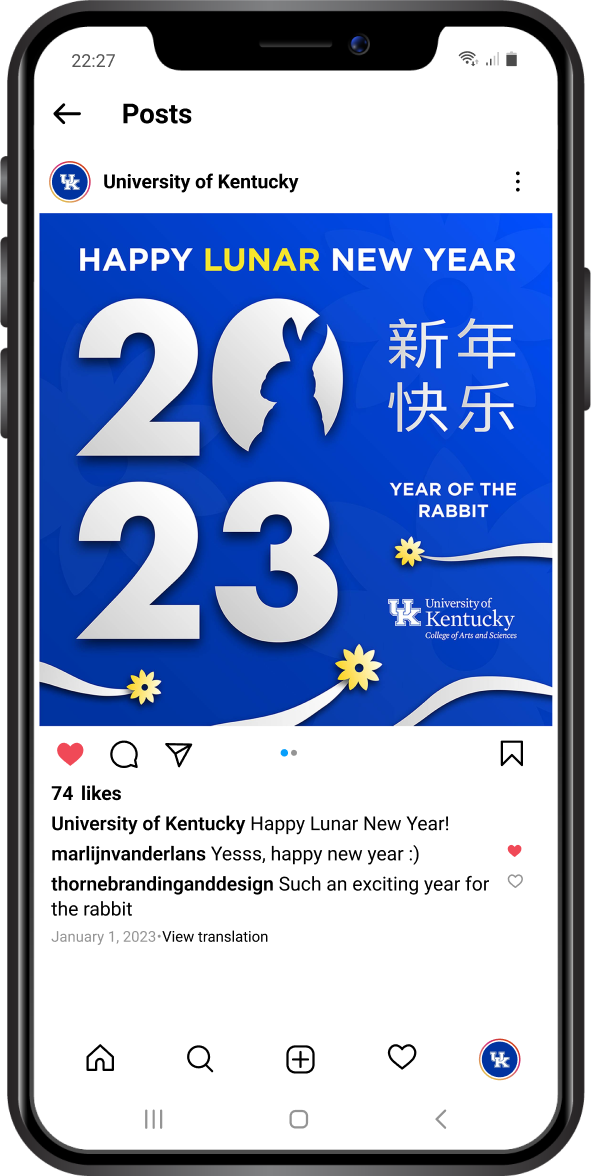 22:27
Posts
University of Kentucky
HAPPY LUNAR NEW YEAR
20
新年
快乐
23
YEAR OF THE
RABBIT
UK University of
Kentucky
College of Arts and Sciences
74 likes
University of Kentucky Happy Lunar New Year!
marlijnvanderlans Yesss, happy new year :)
thornebrandinganddesign Such an exciting year for
the rabbit
January 1, 2023•View translation
UK